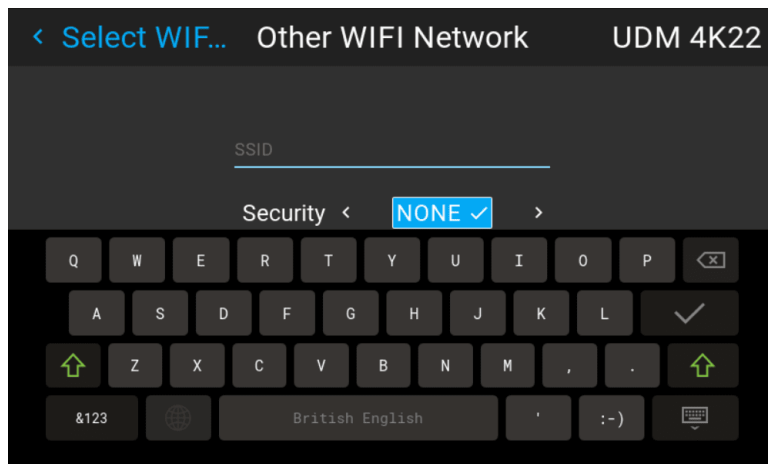 < Select WIF... Other WIFI Network UDM 4K22
SSID
Security < NONE ✓ >
Q W E R T Y U I O P
A S D F G H J K L
Z X C V B N M , .
&123 British English ' :-)